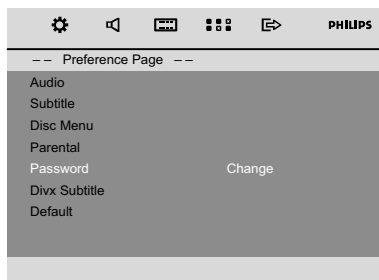 PHILIPS
-- Preference Page --
Audio
Subtitle
Disc Menu
Parental
Password Change
Divx Subtitle
Default